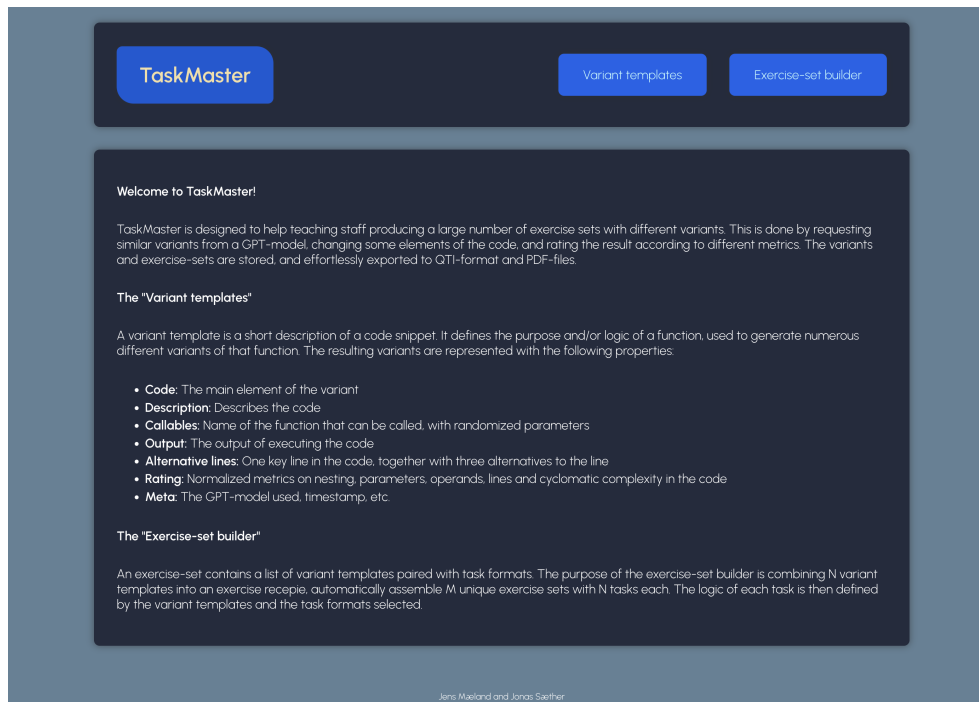 TaskMaster
Variant templates
Exercise-set builder
Welcome to TaskMaster!
TaskMaster is designed to help teaching staff producing a large number of exercise sets with different variants. This is done by requesting
similar variants from a GPT-model, changing some elements of the code, and rating the result according to different metrics. The variants
and exercise-sets are stored, and effortlessly exported to QTI-format and PDF-files.
The "Variant templates"
A variant template is a short description of a code snippet. It defines the purpose and/or logic of a function, used to generate numerous
different variants of that function. The resulting variants are represented with the following properties:
• Code: The main element of the variant
• Description: Describes the code
• Callables: Name of the function that can be called, with randomized parameters
• Output: The output of executing the code
• Alternative lines: One key line in the code, together with three alternatives to the line
• Rating: Normalized metrics on nesting, parameters, operands, lines and cyclomatic complexity in the code
• Meta: The GPT-model used, timestamp, etc.
The "Exercise-set builder"
An exercise-set contains a list of variant templates paired with task formats. The purpose of the exercise-set builder is combining N variant
templates into an exercise recepie, automatically assemble M unique exercise sets with N tasks each. The logic of each task is then defined
by the variant templates and the task formats selected.
Jens Mæland and Jonas Sæther